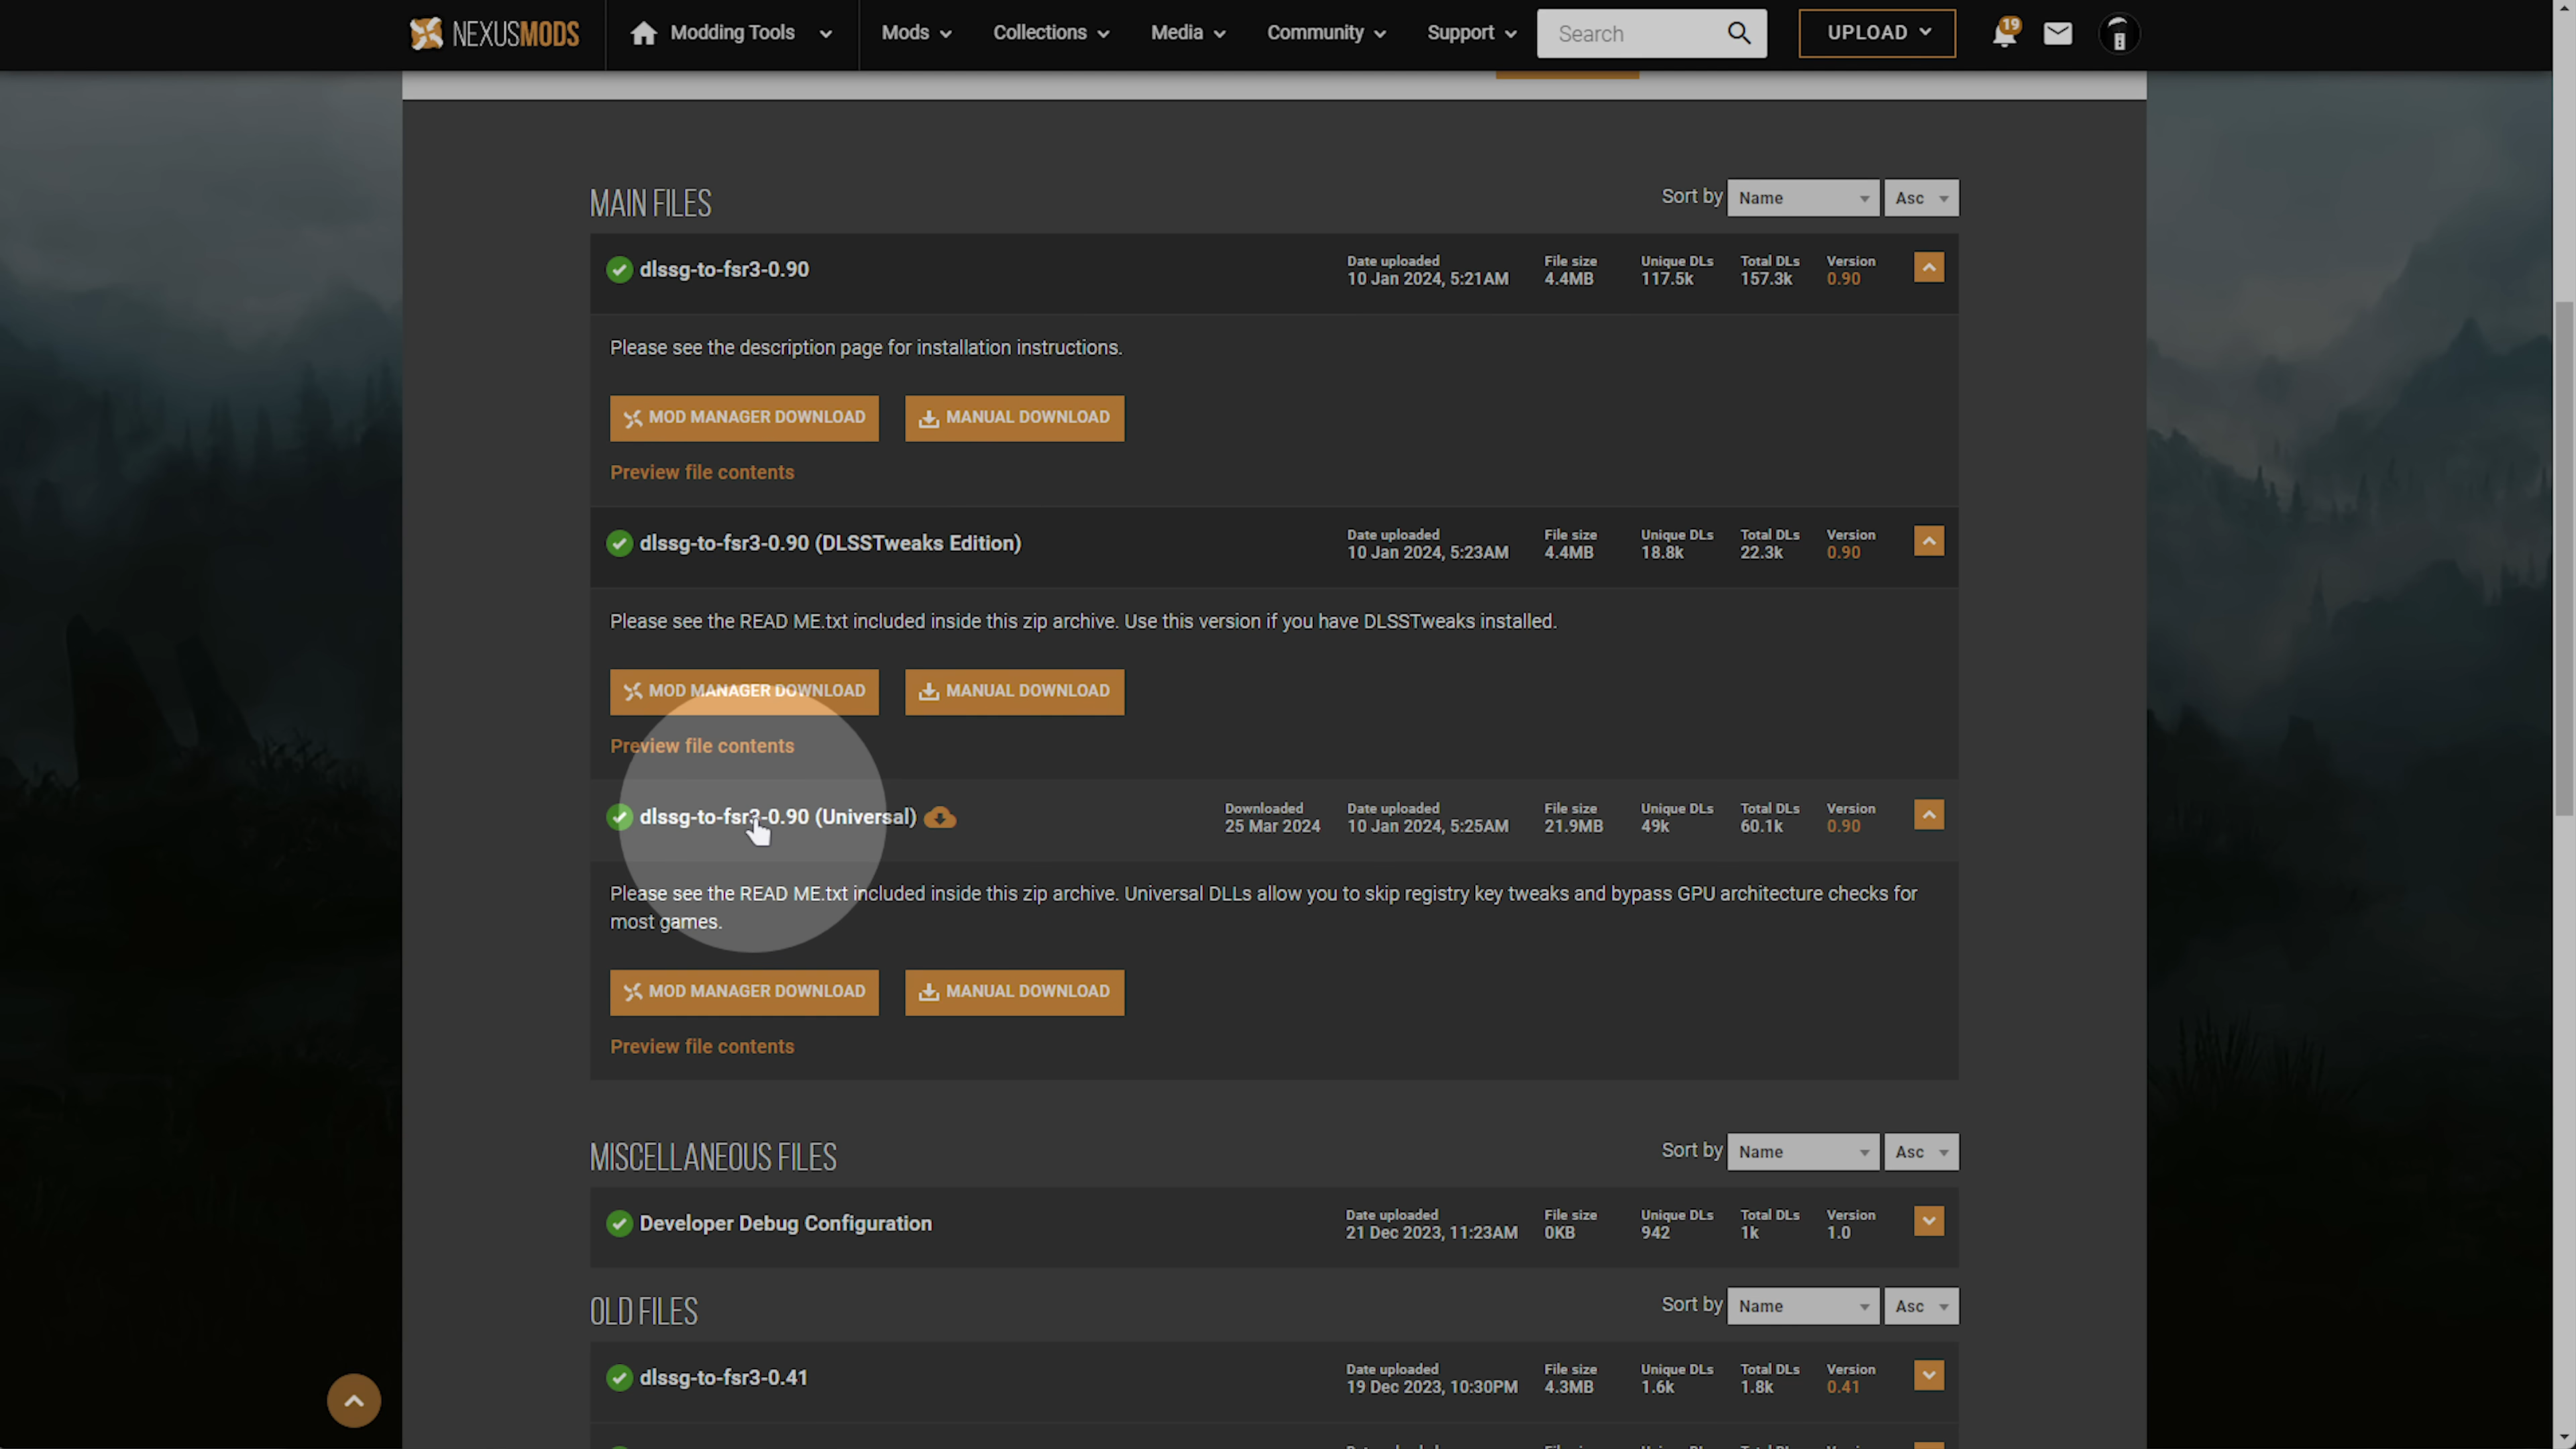 NEXUSMODS
Modding Tools
Mods
Collections
Media
Community
Support
Search
UPLOAD
19
MAIN FILES
Sort by Name Asc
dlssg-to-fsr3-0.90
Date uploaded File size Unique DLs Total DLs Version
10 Jan 2024, 5:21AM 4.4MB 117.5k 157.3k 0.90
Please see the description page for installation instructions.
MOD MANAGER DOWNLOAD MANUAL DOWNLOAD
Preview file contents
dlssg-to-fsr3-0.90 (DLSSTweaks Edition)
Date uploaded File size Unique DLs Total DLs Version
10 Jan 2024, 5:23AM 4.4MB 18.8k 22.3k 0.90
Please see the READ ME.txt included inside this zip archive. Use this version if you have DLSSTweaks installed.
MOD MANAGER DOWNLOAD MANUAL DOWNLOAD
Preview file contents
dlssg-to-fsr3-0.90 (Universal)
Downloaded Date uploaded File size Unique DLs Total DLs Version
25 Mar 2024 10 Jan 2024, 5:25AM 21.9MB 49k 60.1k 0.90
Please see the READ ME.txt included inside this zip archive. Universal DLLs allow you to skip registry key tweaks and bypass GPU architecture checks for
most games.
MOD MANAGER DOWNLOAD MANUAL DOWNLOAD
Preview file contents
MISCELLANEOUS FILES
Sort by Name Asc
Developer Debug Configuration
Date uploaded File size Unique DLs Total DLs Version
21 Dec 2023, 11:23AM 0KB 942 1k 1.0
OLD FILES
Sort by Name Asc
dlssg-to-fsr3-0.41
Date uploaded File size Unique DLs Total DLs Version
19 Dec 2023, 10:30PM 4.3MB 1.6k 1.8k 0.41